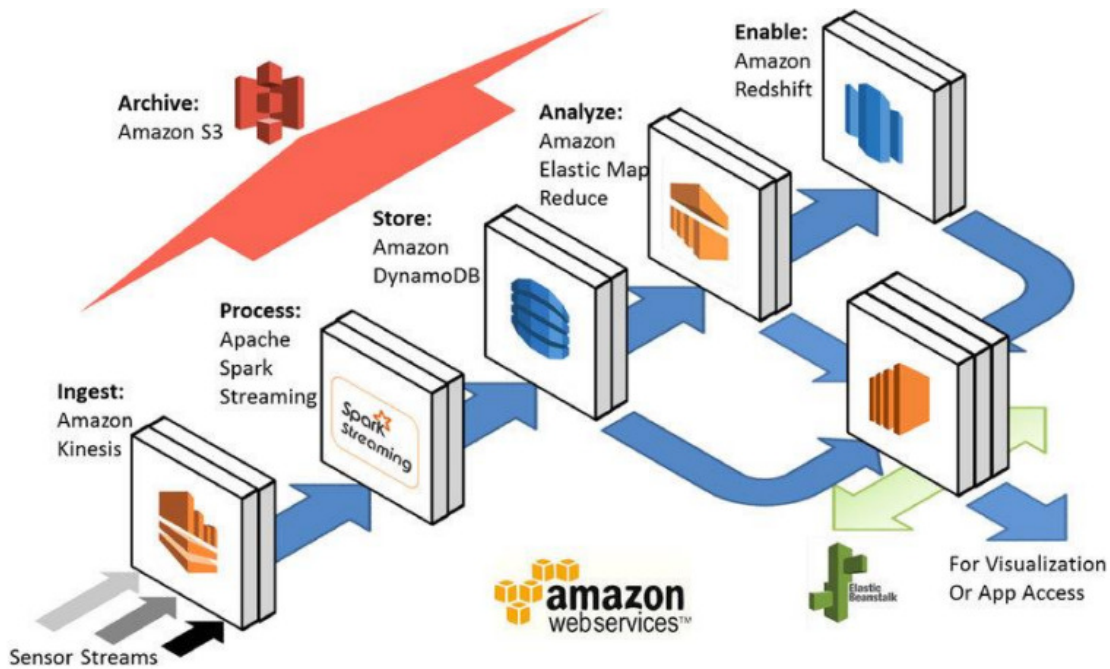 Enable:
Amazon
Redshift
Archive:
Amazon S3
Analyze:
Amazon
Elastic Map
Reduce
Store:
Amazon
DynamoDB
Process:
Apache
Spark
Streaming
Spark
Streaming
Ingest:
Amazon
Kinesis
Sensor Streams
amazon
webservices™
Elastic
Beanstalk
For Visualization
Or App Access